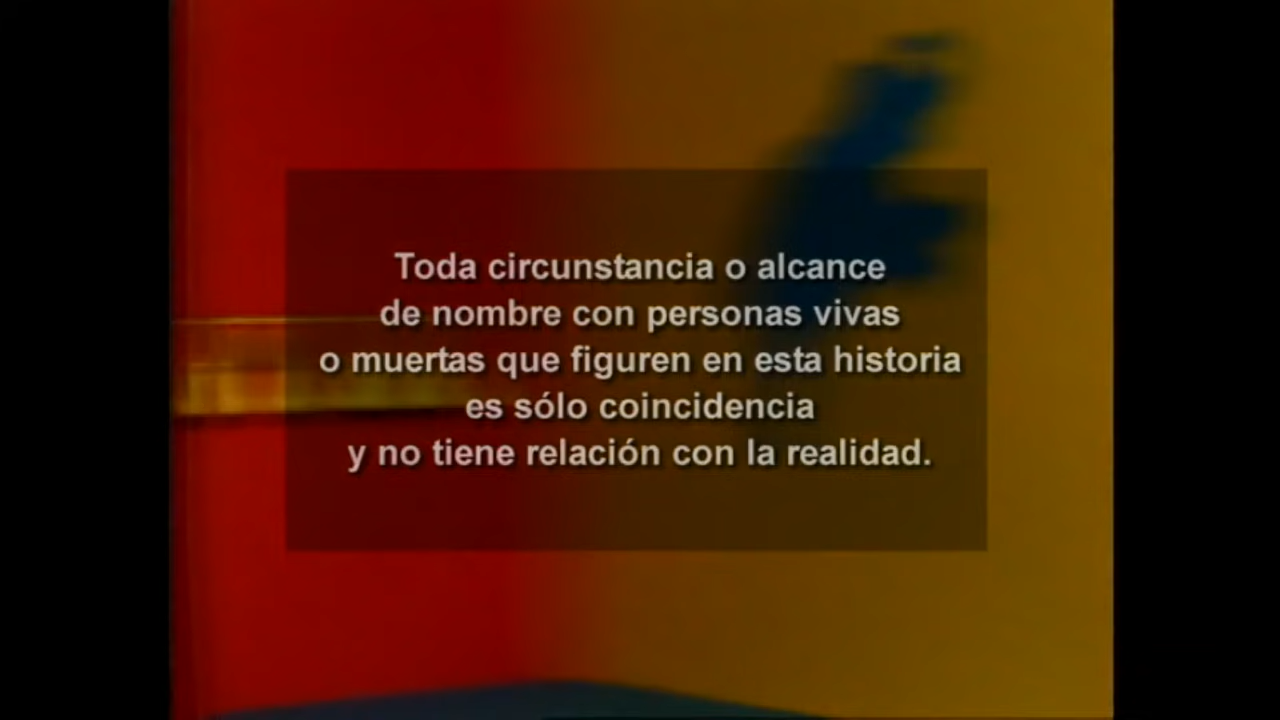 Toda circunstancia o alcance
de nombre con personas vivas
o muertas que figuren en esta historia
es sólo coincidencia
y no tiene relación con la realidad.